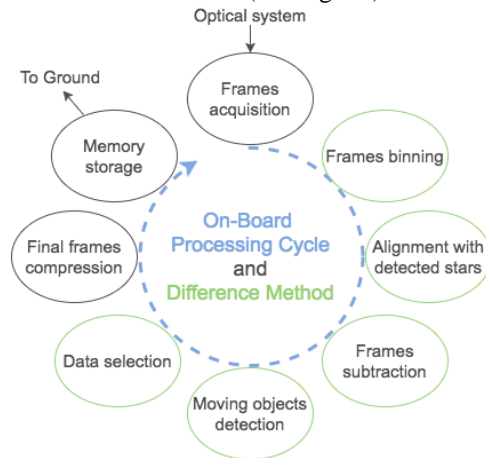 Optical system
Frames
acquisition
Frames binning
Alignment with
detected stars
Frames
subtraction
Moving objects
detection
Data selection
Final frames
compression
Memory
storage
To Ground
On-Board
Processing Cycle
and
Difference Method